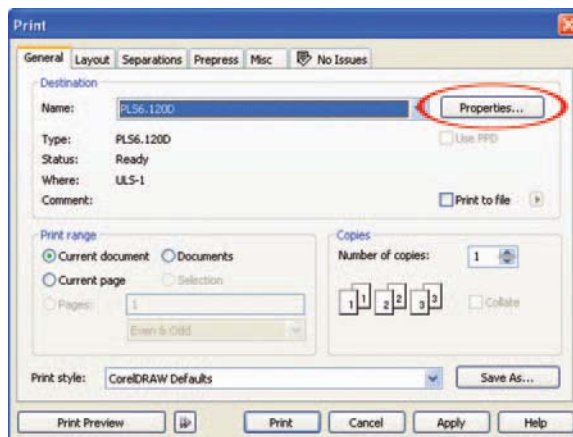 Print
General Layout Separations Prepress Misc No Issues
Destination
Name: PLS6.120D Properties...
Type: PLS6.120D Use PPD
Status: Ready
Where: ULS-1
Comment: Print to file
Print range Copies
Current document Documents Number of copies: 1
Current page Selection
Pages: 1 1 1 2 2 3 3 Collate
Even & Odd
Print style: CorelDRAW Defaults Save As...
Print Preview Print Cancel Apply Help